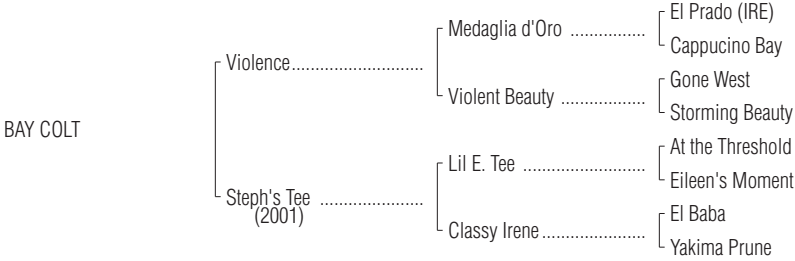 El Prado (IRE)
Medaglia d'Oro ................
Cappucino Bay
Violence............................
Gone West
Violent Beauty ..................
Storming Beauty
BAY COLT
At the Threshold
Lil E. Tee ..........................
Eileen's Moment
Steph's Tee ......................
(2001)
El Baba
Classy Irene......................
Yakima Prune